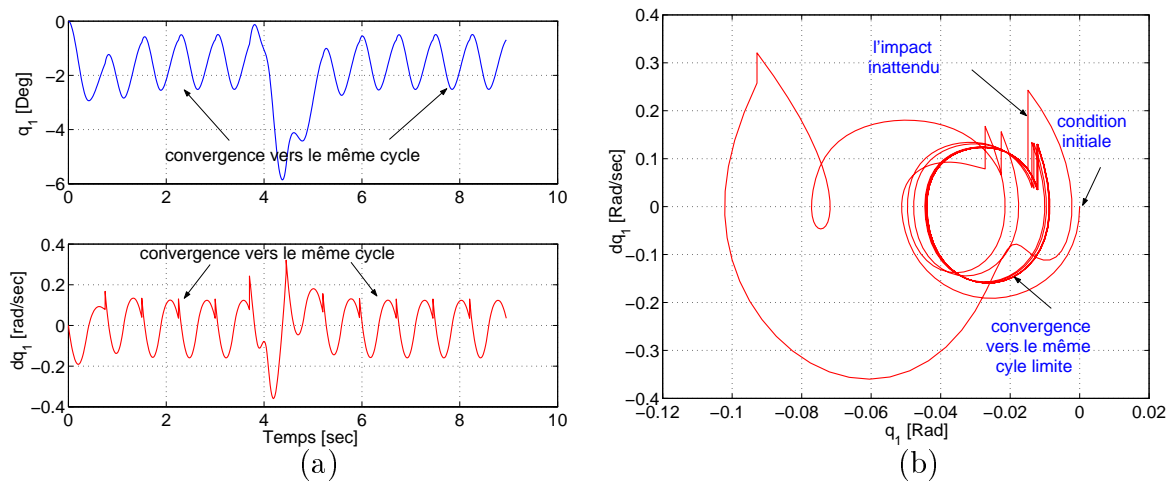 0
−2
−4
−6
q1 [Deg]
convergence vers le même cycle
0 2 4 6 8 10
0.4
0.2
0
−0.2
−0.4
dq1 [rad/sec]
convergence vers le même cycle
0 2 4 6 8 10
Temps [sec]
(a)
0.4
0.3
0.2
0.1
0
−0.1
−0.2
−0.3
−0.4
dq1 [Rad/sec]
l'impact
inattendu
condition
initiale
convergence
vers le même
cyle limite
−0.12 −0.1 −0.08 −0.06 −0.04 −0.02 0 0.02
q1 [Rad]
(b)